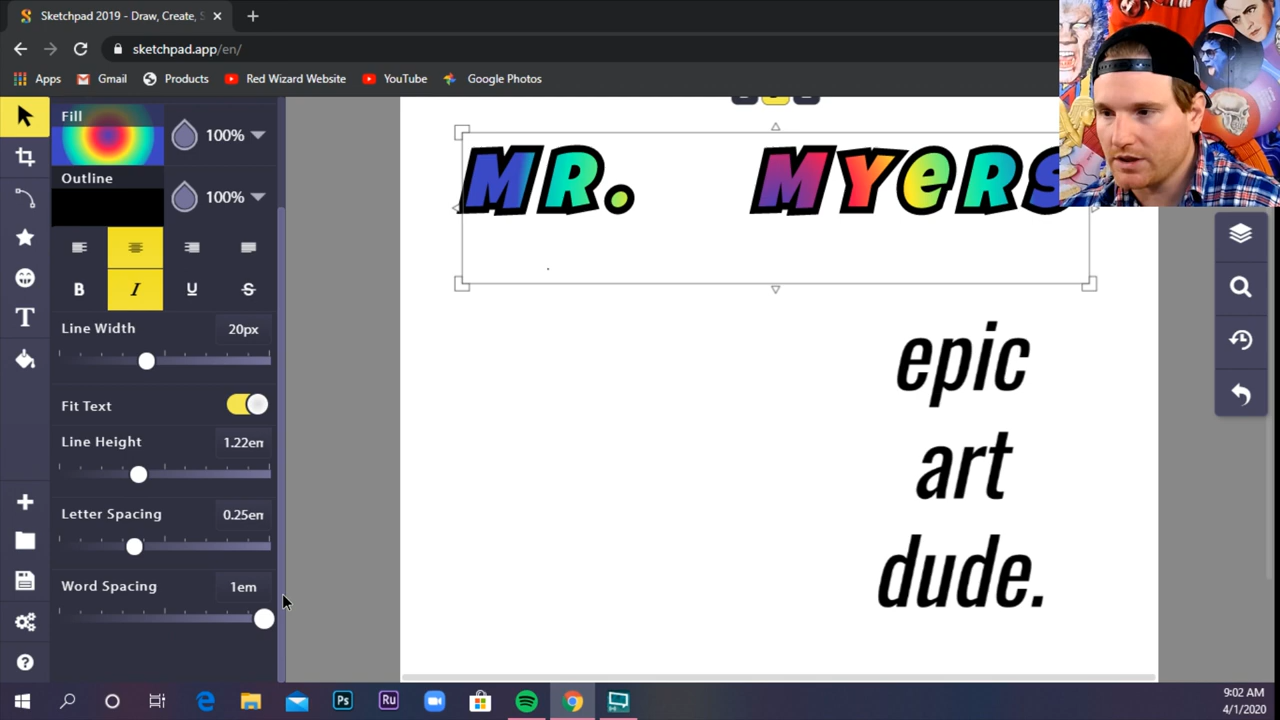 Sketchpad 2019 - Draw, Create, S
sketchpad.app/en/
Apps Gmail Products Red Wizard Website YouTube Google Photos
Fill
100%
Outline
100%
B I U S
Line Width 20px
Fit Text
Line Height 1.22em
Letter Spacing 0.25em
Word Spacing 1em
T
MR. MYERS
epic
art
dude.
Ps Ru
9:02 AM
4/1/2020